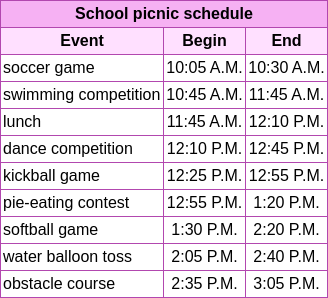 School picnic schedule
Event Begin End
soccer game 10:05 A.M. 10:30 A.M.
swimming competition 10:45 A.M. 11:45 A.M.
lunch 11:45 A.M. 12:10 P.M.
dance competition 12:10 P.M. 12:45 P.M.
kickball game 12:25 P.M. 12:55 P.M.
pie-eating contest 12:55 P.M. 1:20 P.M.
softball game 1:30 P.M. 2:20 P.M.
water balloon toss 2:05 P.M. 2:40 P.M.
obstacle course 2:35 P.M. 3:05 P.M.